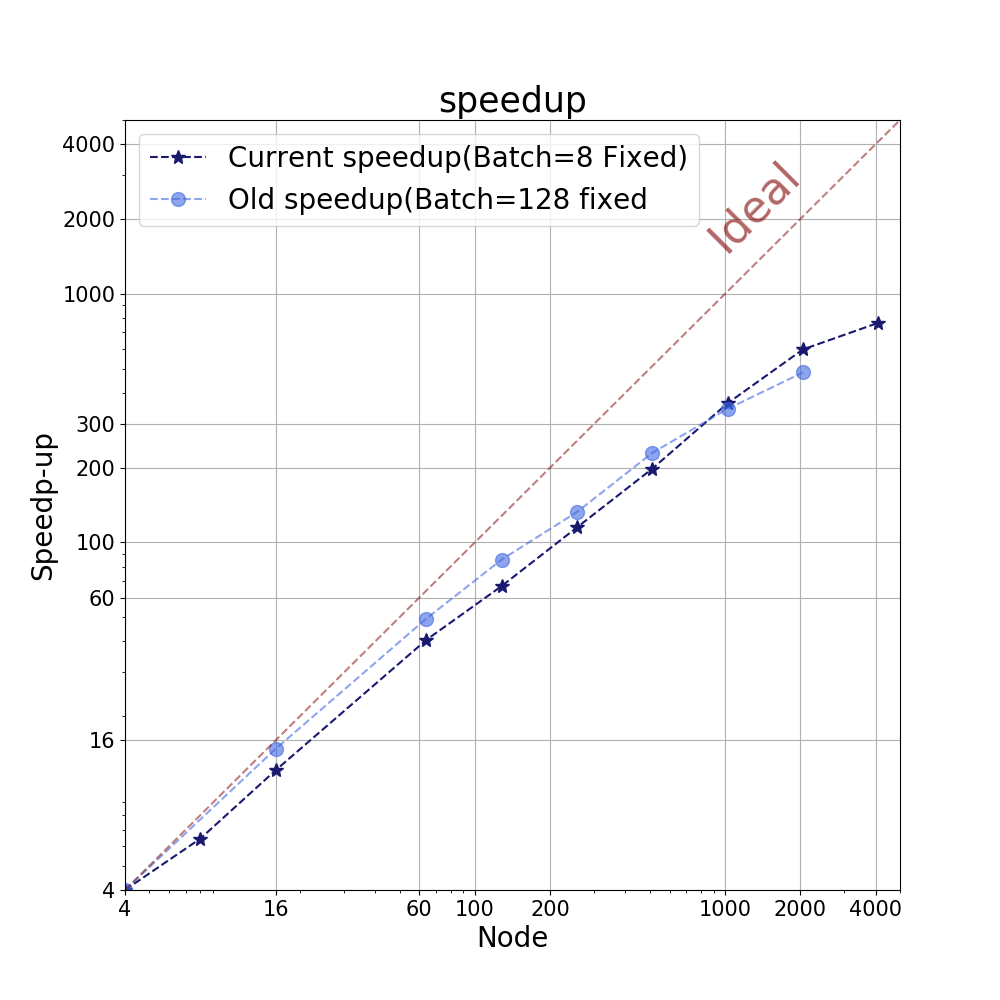 speedup
Current speedup(Batch=8 Fixed)
Old speedup(Batch=128 fixed
Ideal
4000
2000
1000
300
200
100
60
16
4
Speedp-up
4 16 60 100 200 1000 2000 4000
Node